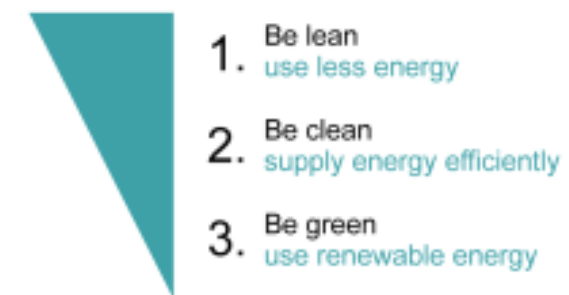 1. Be lean
use less energy
2. Be clean
supply energy efficiently
3. Be green
use renewable energy